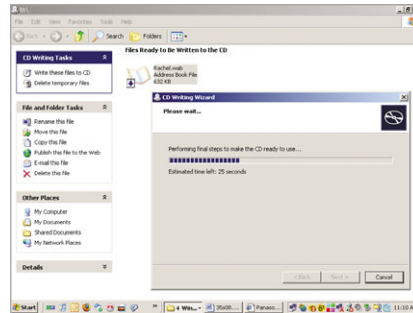 File Edit View Favorites Tools Help
Back Search Folders
Files Ready to Be Written to the CD
CD Writing Tasks
Write these files to CD
Delete temporary files
Rachel.wab
Address Book File
632 KB
File and Folder Tasks
Rename this file
Move this file
Copy this file
Publish this file to the Web
E-mail this file
Delete this file
Other Places
My Computer
My Documents
Shared Documents
My Network Places
Details
CD Writing Wizard
Please wait...
Performing final steps to make the CD ready to use...
Estimated time left: 25 seconds
< Back Next > Cancel
Start 4 Win... Panaso... 11:10 A